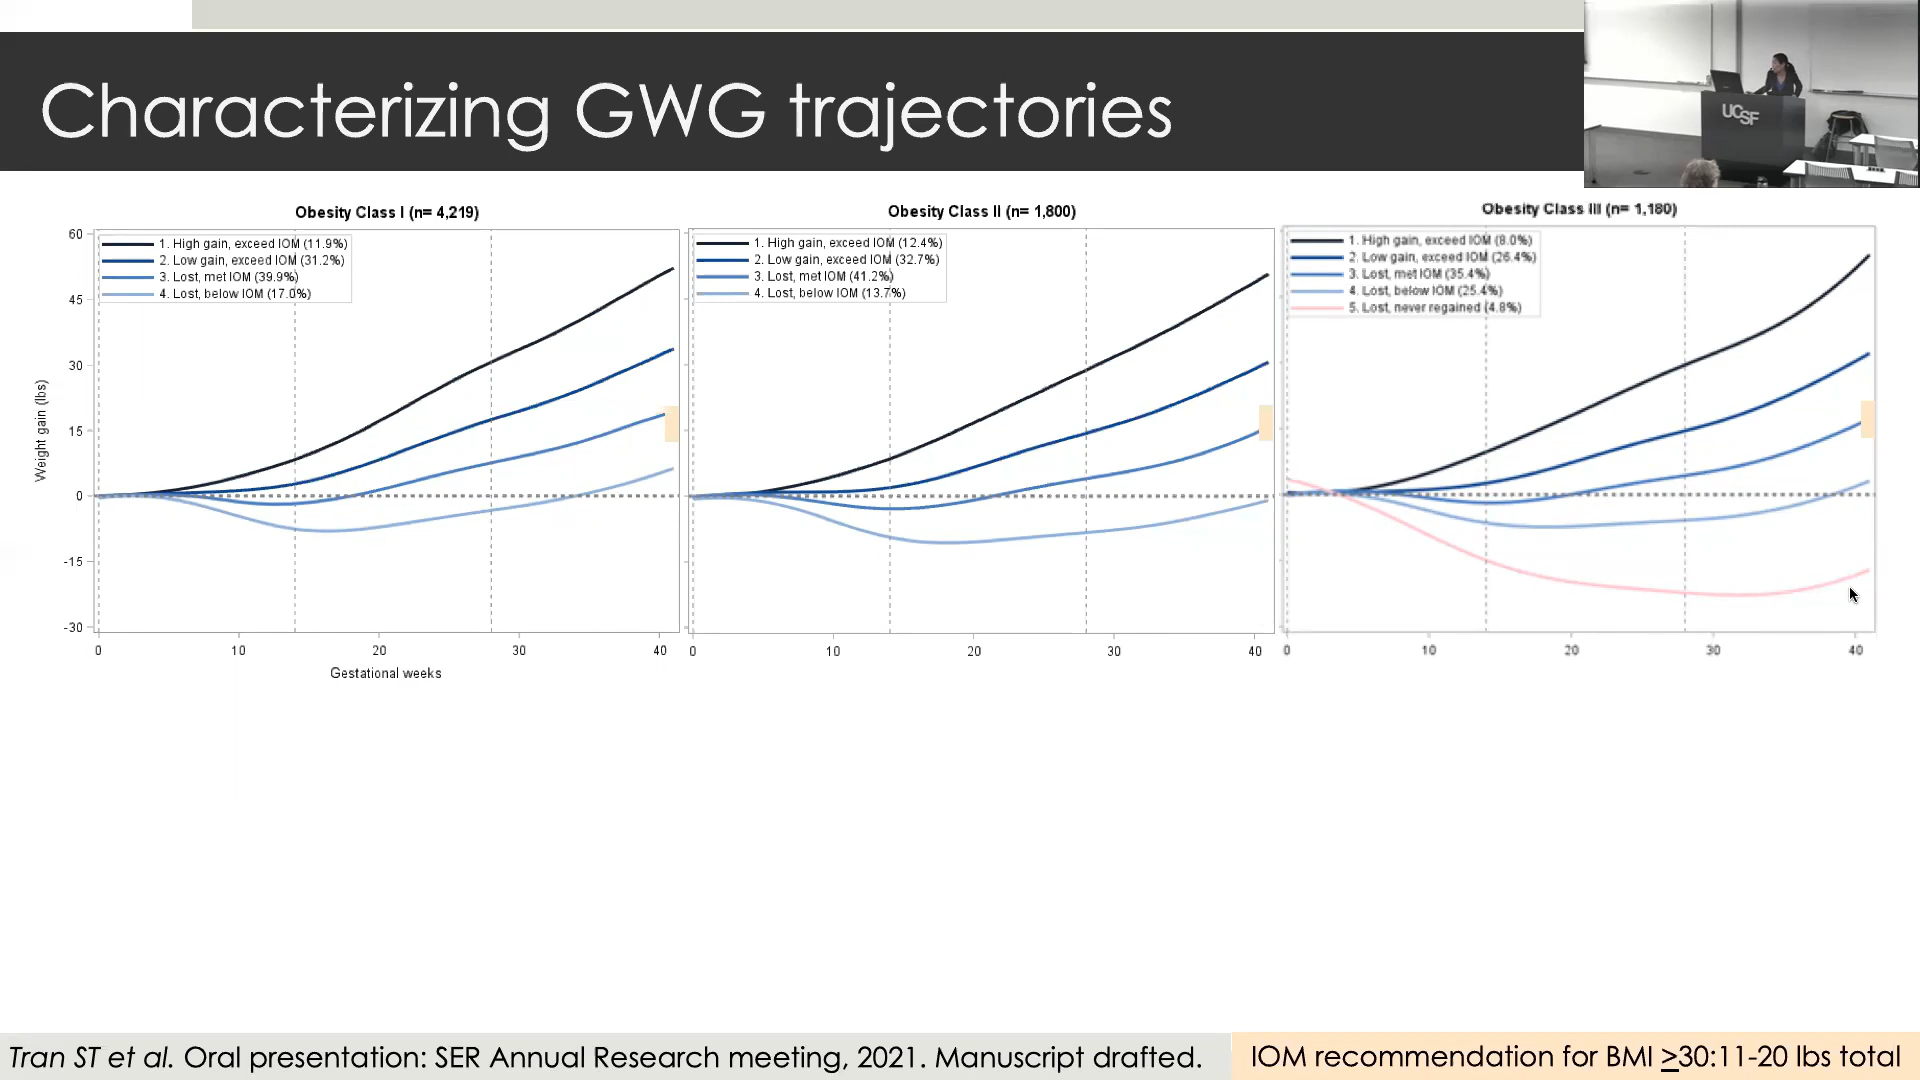 Characterizing GWG trajectories
UCSF
Obesity Class I (n= 4,219)
1. High gain, exceed IOM (11.9%)
2. Low gain, exceed IOM (31.2%)
3. Lost, met IOM (39.9%)
4. Lost, below IOM (17.0%)
Weight gain (lbs)
60
45
30
15
0
-15
-30
0 10 20 30 40
Gestational weeks
Obesity Class II (n= 1,800)
1. High gain, exceed IOM (12.4%)
2. Low gain, exceed IOM (32.7%)
3. Lost, met IOM (41.2%)
4. Lost, below IOM (13.7%)
0 10 20 30 40
Obesity Class III (n= 1,180)
1. High gain, exceed IOM (8.0%)
2. Low gain, exceed IOM (26.4%)
3. Lost, met IOM (35.4%)
4. Lost, below IOM (25.4%)
5. Lost, never regained (4.8%)
0 10 20 30 40
Tran ST et al. Oral presentation: SER Annual Research meeting, 2021. Manuscript drafted.
IOM recommendation for BMI ≥30:11-20 lbs total